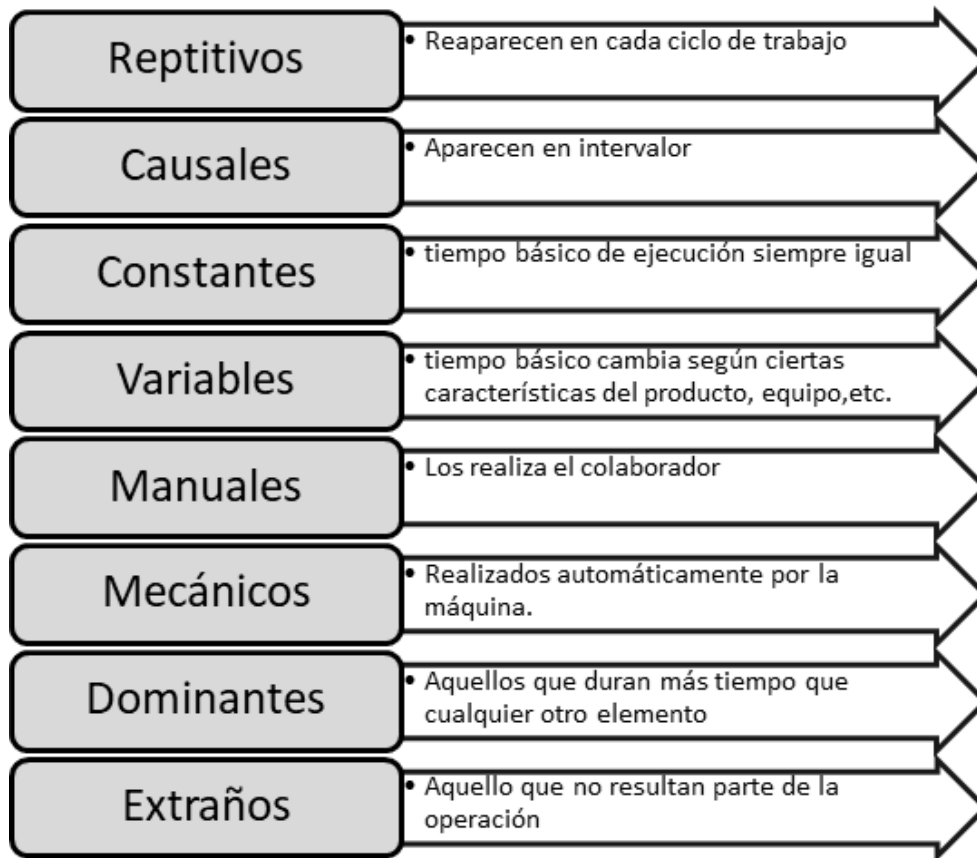 Reptitivos
• Reaparecen en cada ciclo de trabajo
Causales
• Aparecen en intervalor
Constantes
• tiempo básico de ejecución siempre igual
Variables
• tiempo básico cambia según ciertas
características del producto, equipo,etc.
Manuales
• Los realiza el colaborador
Mecánicos
• Realizados automáticamente por la
máquina.
Dominantes
• Aquellos que duran más tiempo que
cualquier otro elemento
Extraños
• Aquello que no resultan parte de la
operación